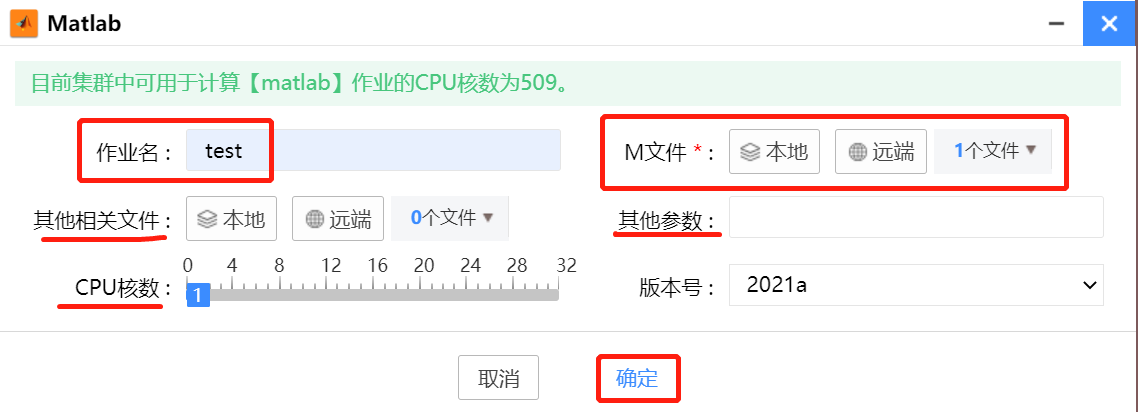 Matlab
目前集群中可用于计算【matlab】作业的CPU核数为509。
作业名： test
M文件 *： 本地 远端 1个文件
其他相关文件： 本地 远端 0个文件
其他参数：
CPU核数： 0 4 8 12 16 20 24 28 32
1
版本号： 2021a
取消 确定